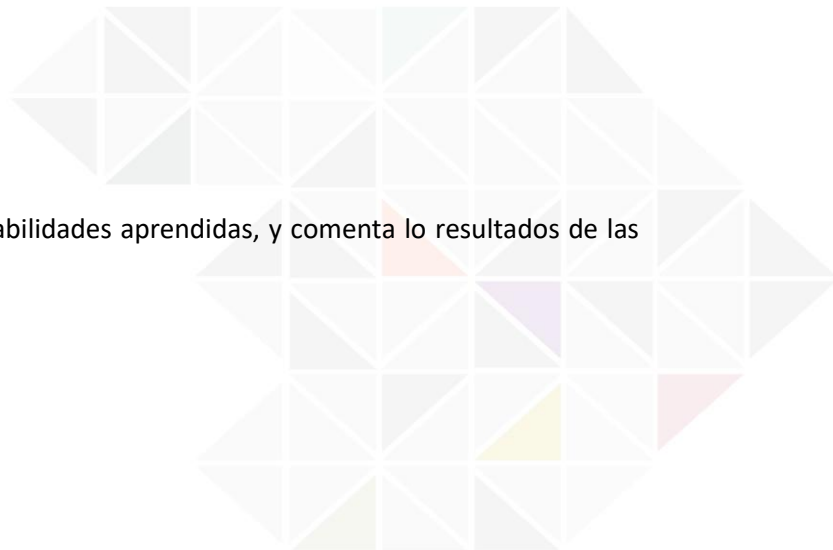 abilidades aprendidas, y comenta lo resultados de las